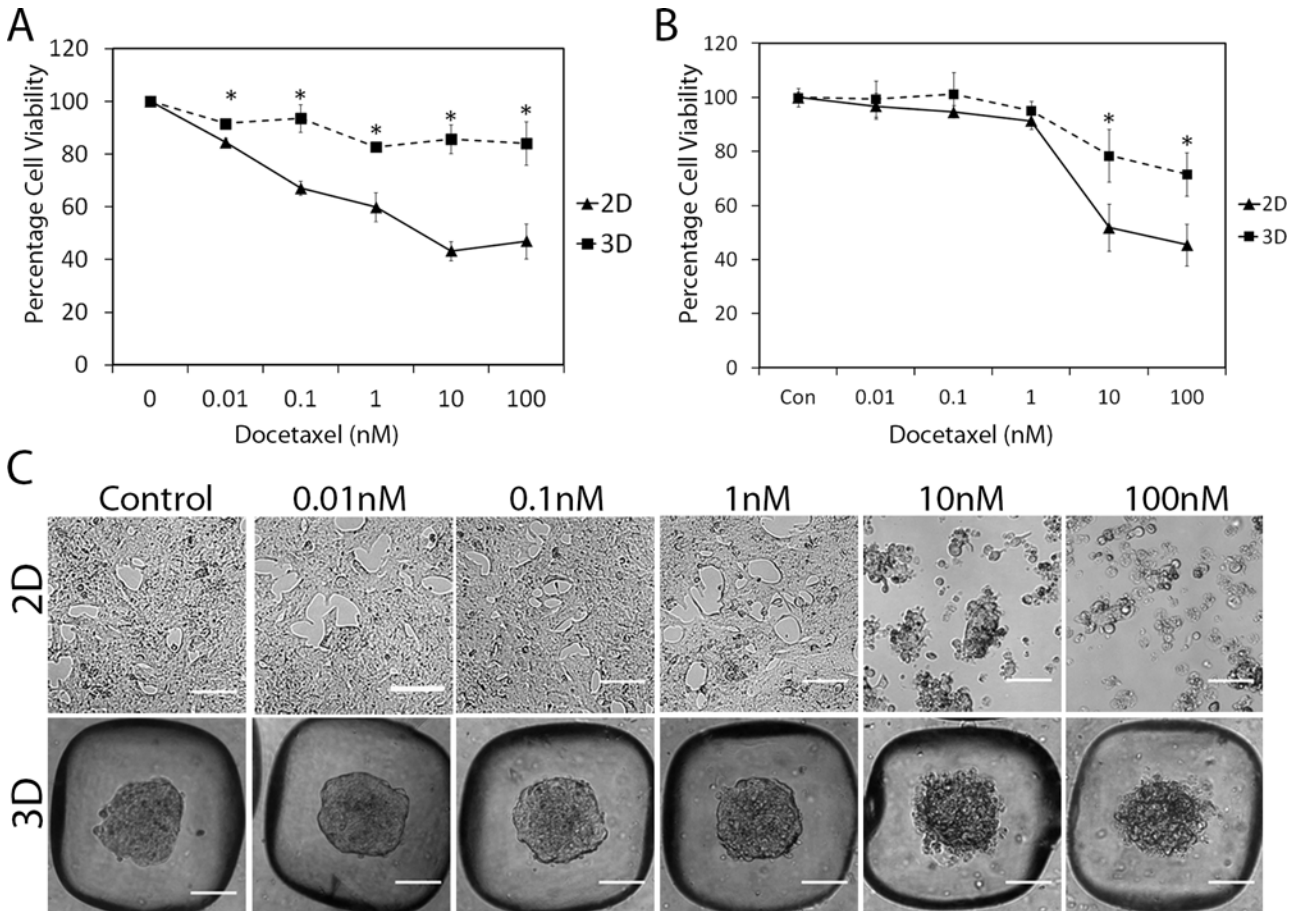 A
120
100
80
60
40
20
0
Percentage Cell Viability
* * * * *
0 0.01 0.1 1 10 100
Docetaxel (nM)
2D
3D
B
120
100
80
60
40
20
0
Percentage Cell Viability
* *
Con 0.01 0.1 1 10 100
Docetaxel (nM)
2D
3D
C
Control 0.01nM 0.1nM 1nM 10nM 100nM
2D
3D